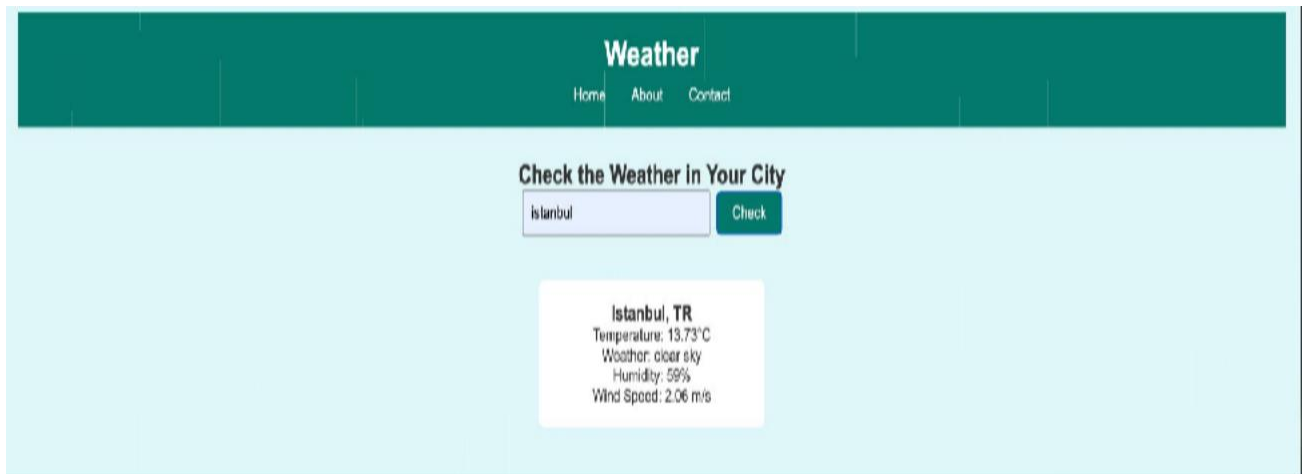 Weather
Home About Contact
Check the Weather in Your City
istanbul Check
Istanbul, TR
Temperature: 13.73°C
Weather: clear sky
Humidity: 59%
Wind Speed: 2.06 m/s